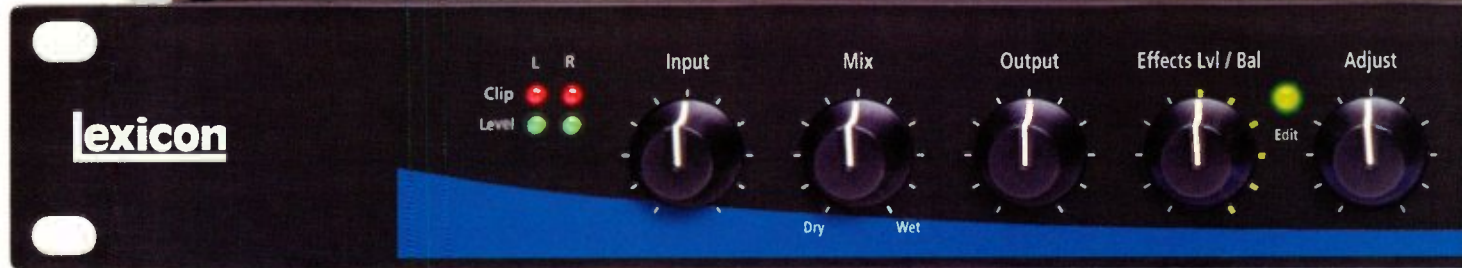 lexicon
L R
Clip
Level
Input
Mix
Dry Wet
Output
Effects Lvl / Bal
Edit
Adjust